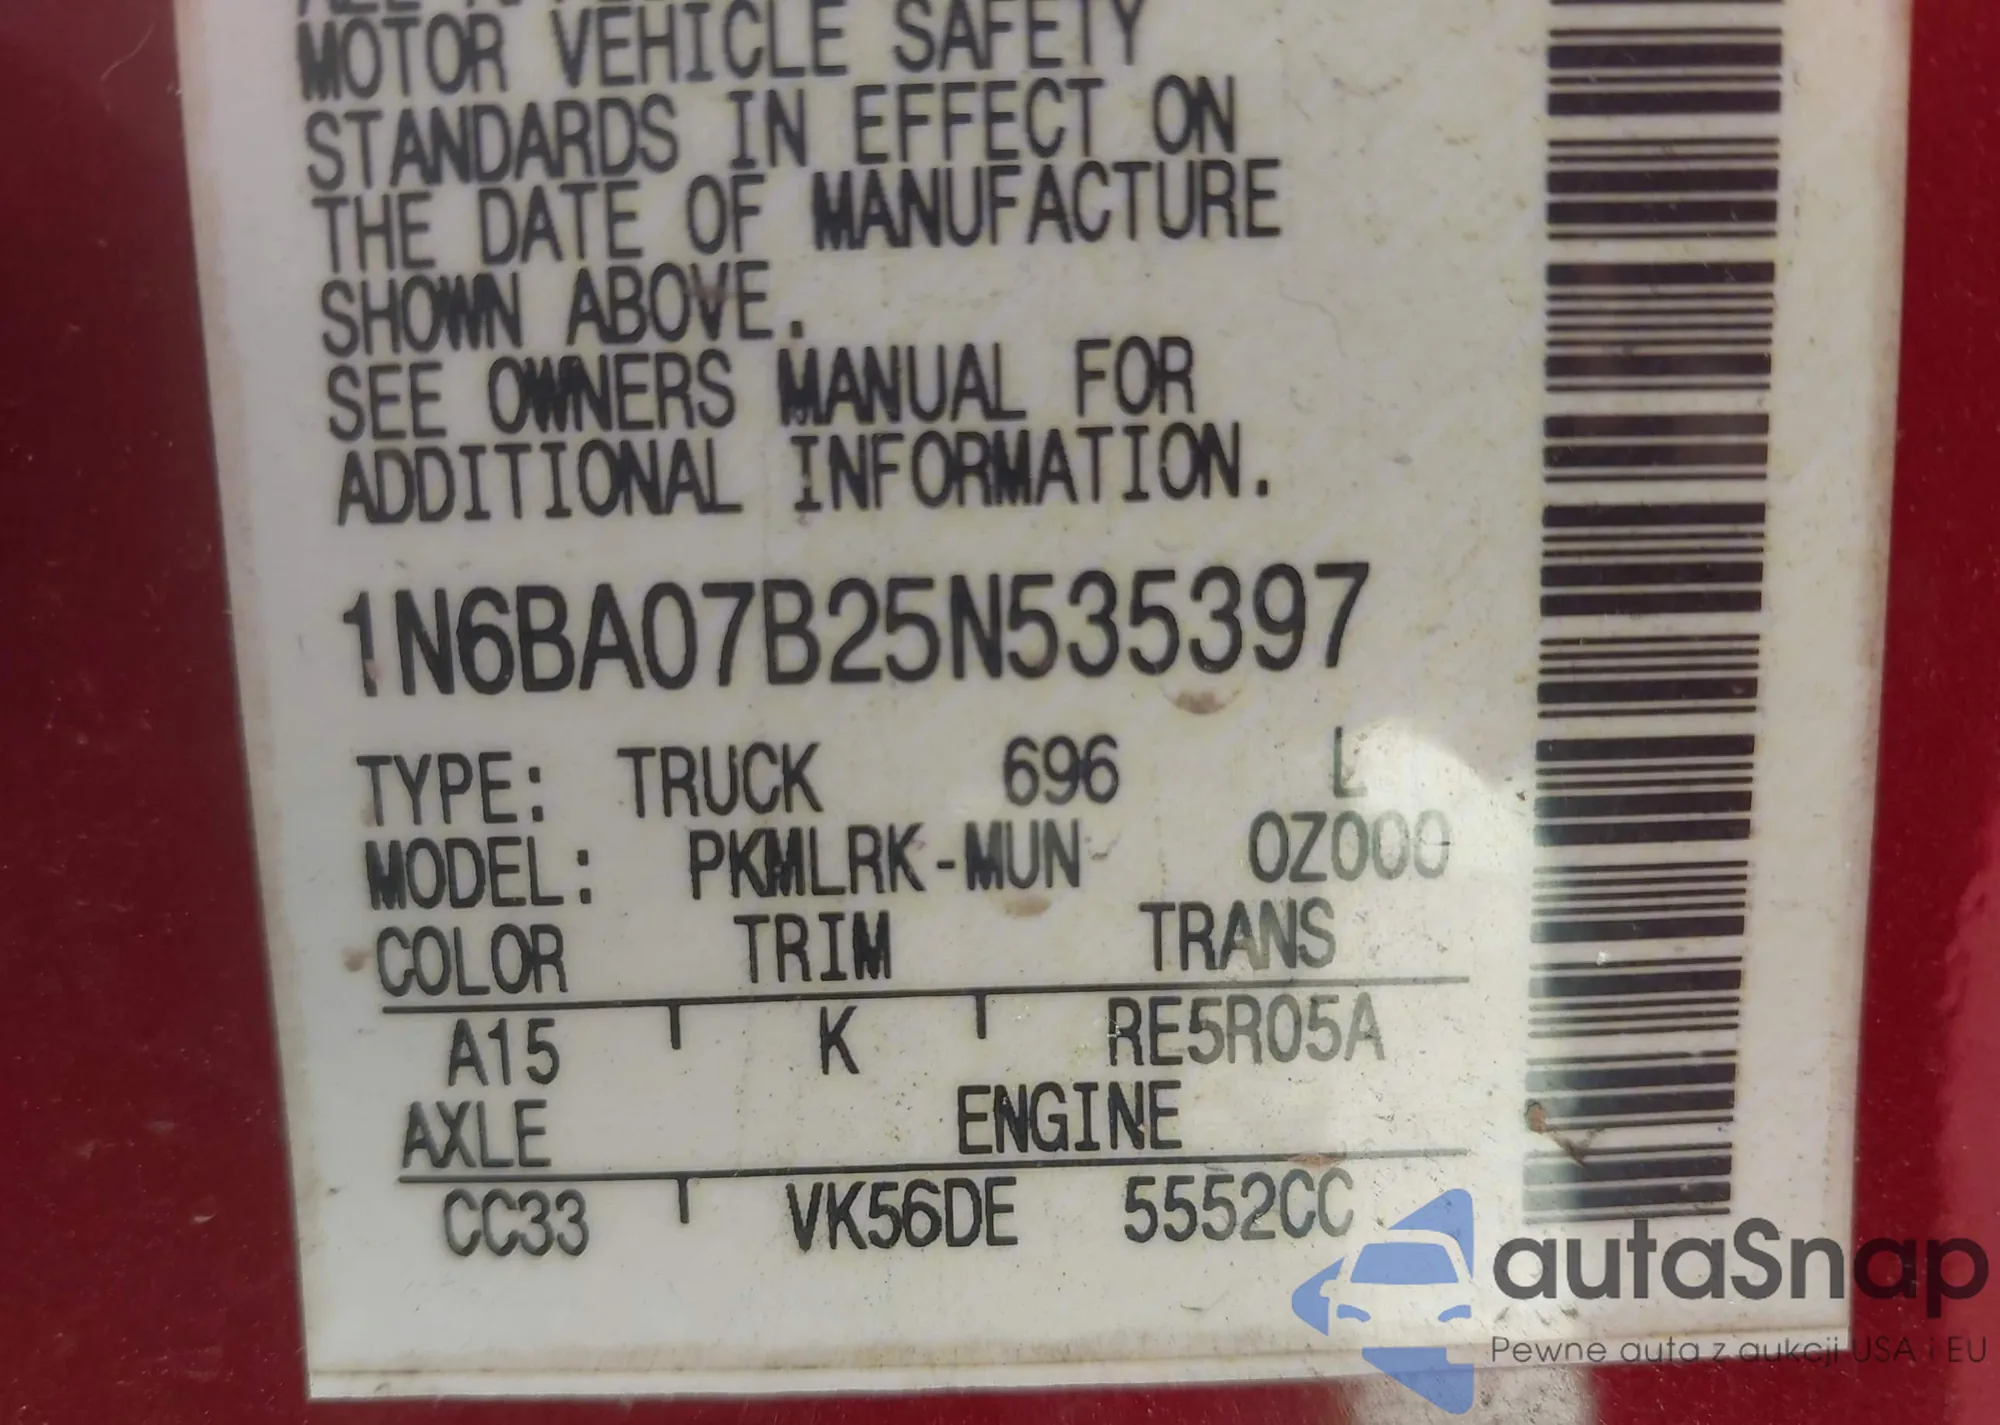 MOTOR VEHICLE SAFETY
STANDARDS IN EFFECT ON
THE DATE OF MANUFACTURE
SHOWN ABOVE.
SEE OWNERS MANUAL FOR
ADDITIONAL INFORMATION.
1N6BA07B25N535397
TYPE: TRUCK 696 L
MODEL: PKMLRK-MUN 0Z000
COLOR TRIM TRANS
A15 K RE5R05A
AXLE ENGINE
CC33 VK56DE 5552CC
autaSnap
Pewne auta z aukcji USA i EU